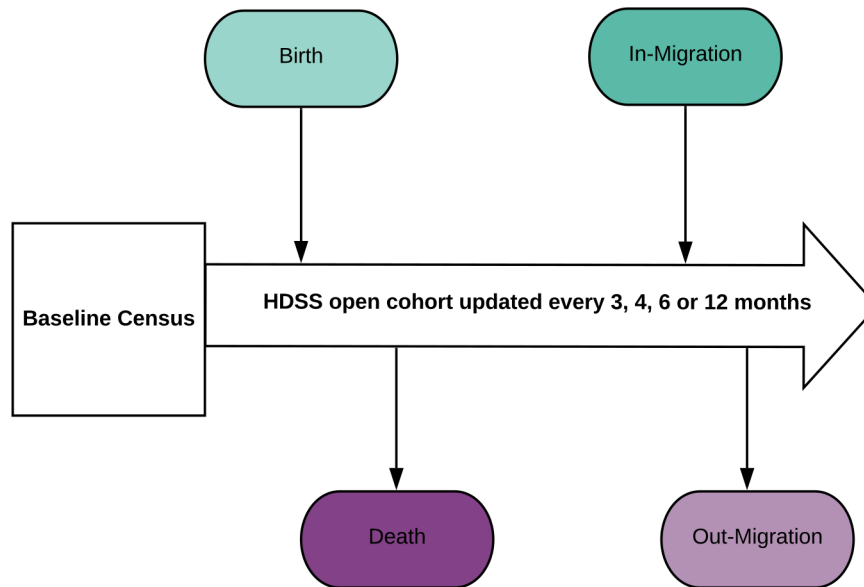 Birth
In-Migration
Baseline Census
HDSS open cohort updated every 3, 4, 6 or 12 months
Death
Out-Migration